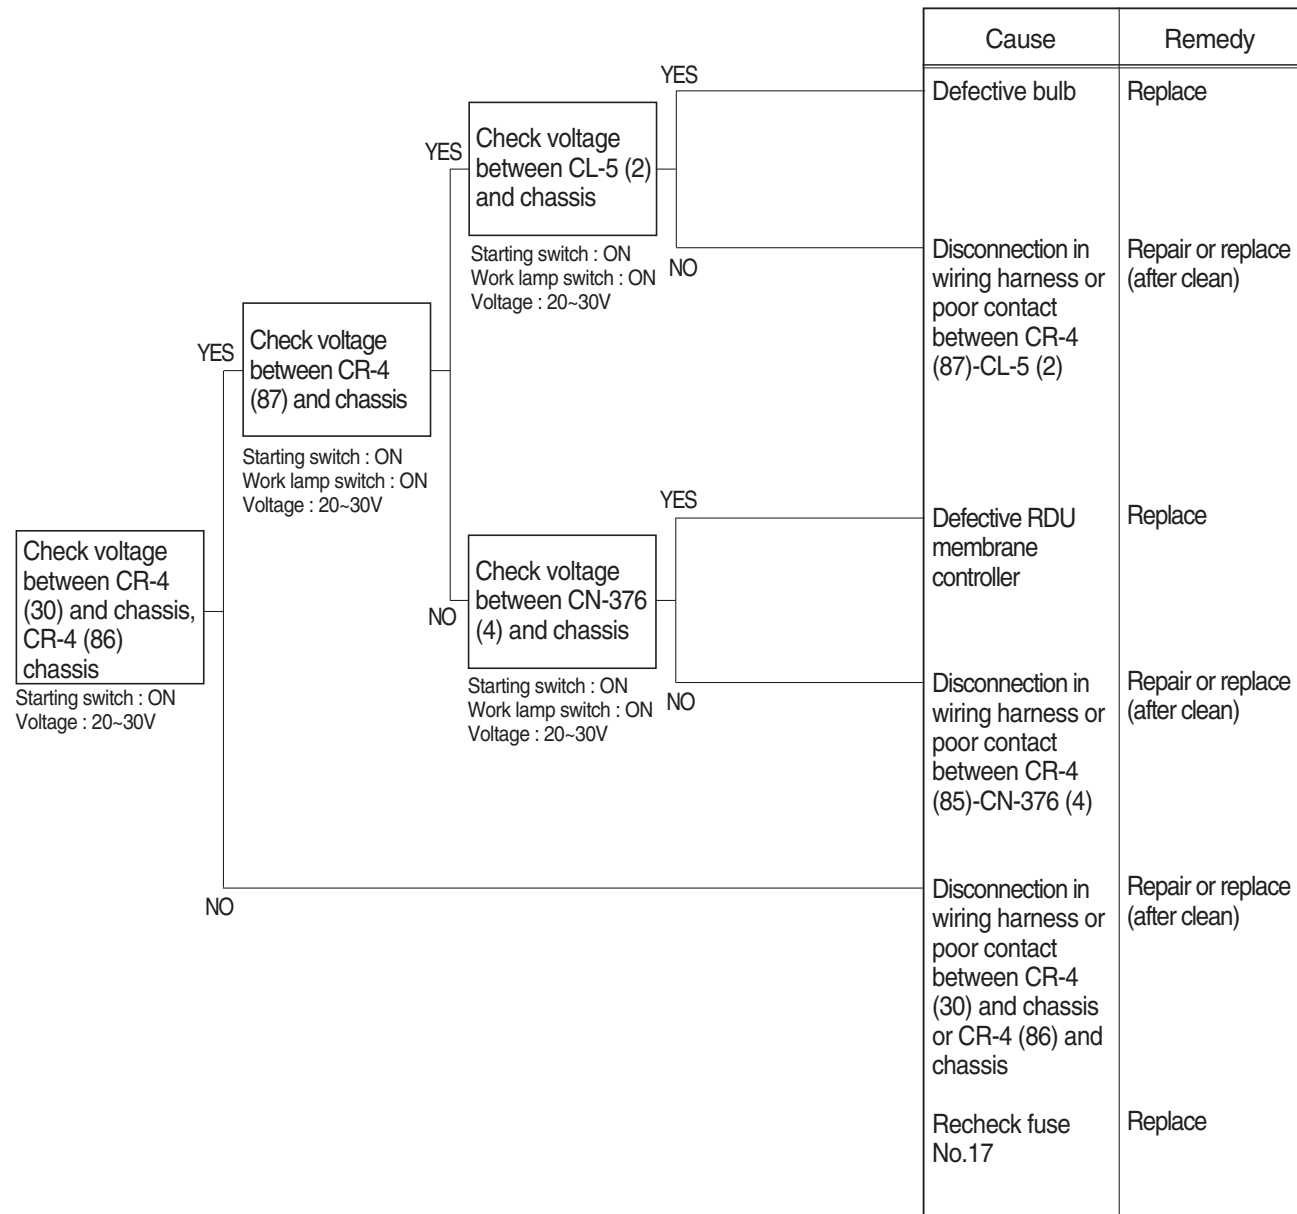 Cause
Remedy
YES
Defective bulb
Replace
YES
Check voltage
between CL-5 (2)
and chassis
Starting switch : ON
Work lamp switch : ON
Voltage : 20~30V
NO
Disconnection in
wiring harness or
poor contact
between CR-4
(87)-CL-5 (2)
Repair or replace
(after clean)
YES
Check voltage
between CR-4
(87) and chassis
Starting switch : ON
Work lamp switch : ON
Voltage : 20~30V
YES
Defective RDU
membrane
controller
Replace
Check voltage
between CR-4
(30) and chassis,
CR-4 (86)
chassis
Starting switch : ON
Voltage : 20~30V
NO
Check voltage
between CN-376
(4) and chassis
Starting switch : ON
Work lamp switch : ON
Voltage : 20~30V
NO
Disconnection in
wiring harness or
poor contact
between CR-4
(85)-CN-376 (4)
Repair or replace
(after clean)
NO
Disconnection in
wiring harness or
poor contact
between CR-4
(30) and chassis
or CR-4 (86) and
chassis
Repair or replace
(after clean)
Recheck fuse
No.17
Replace